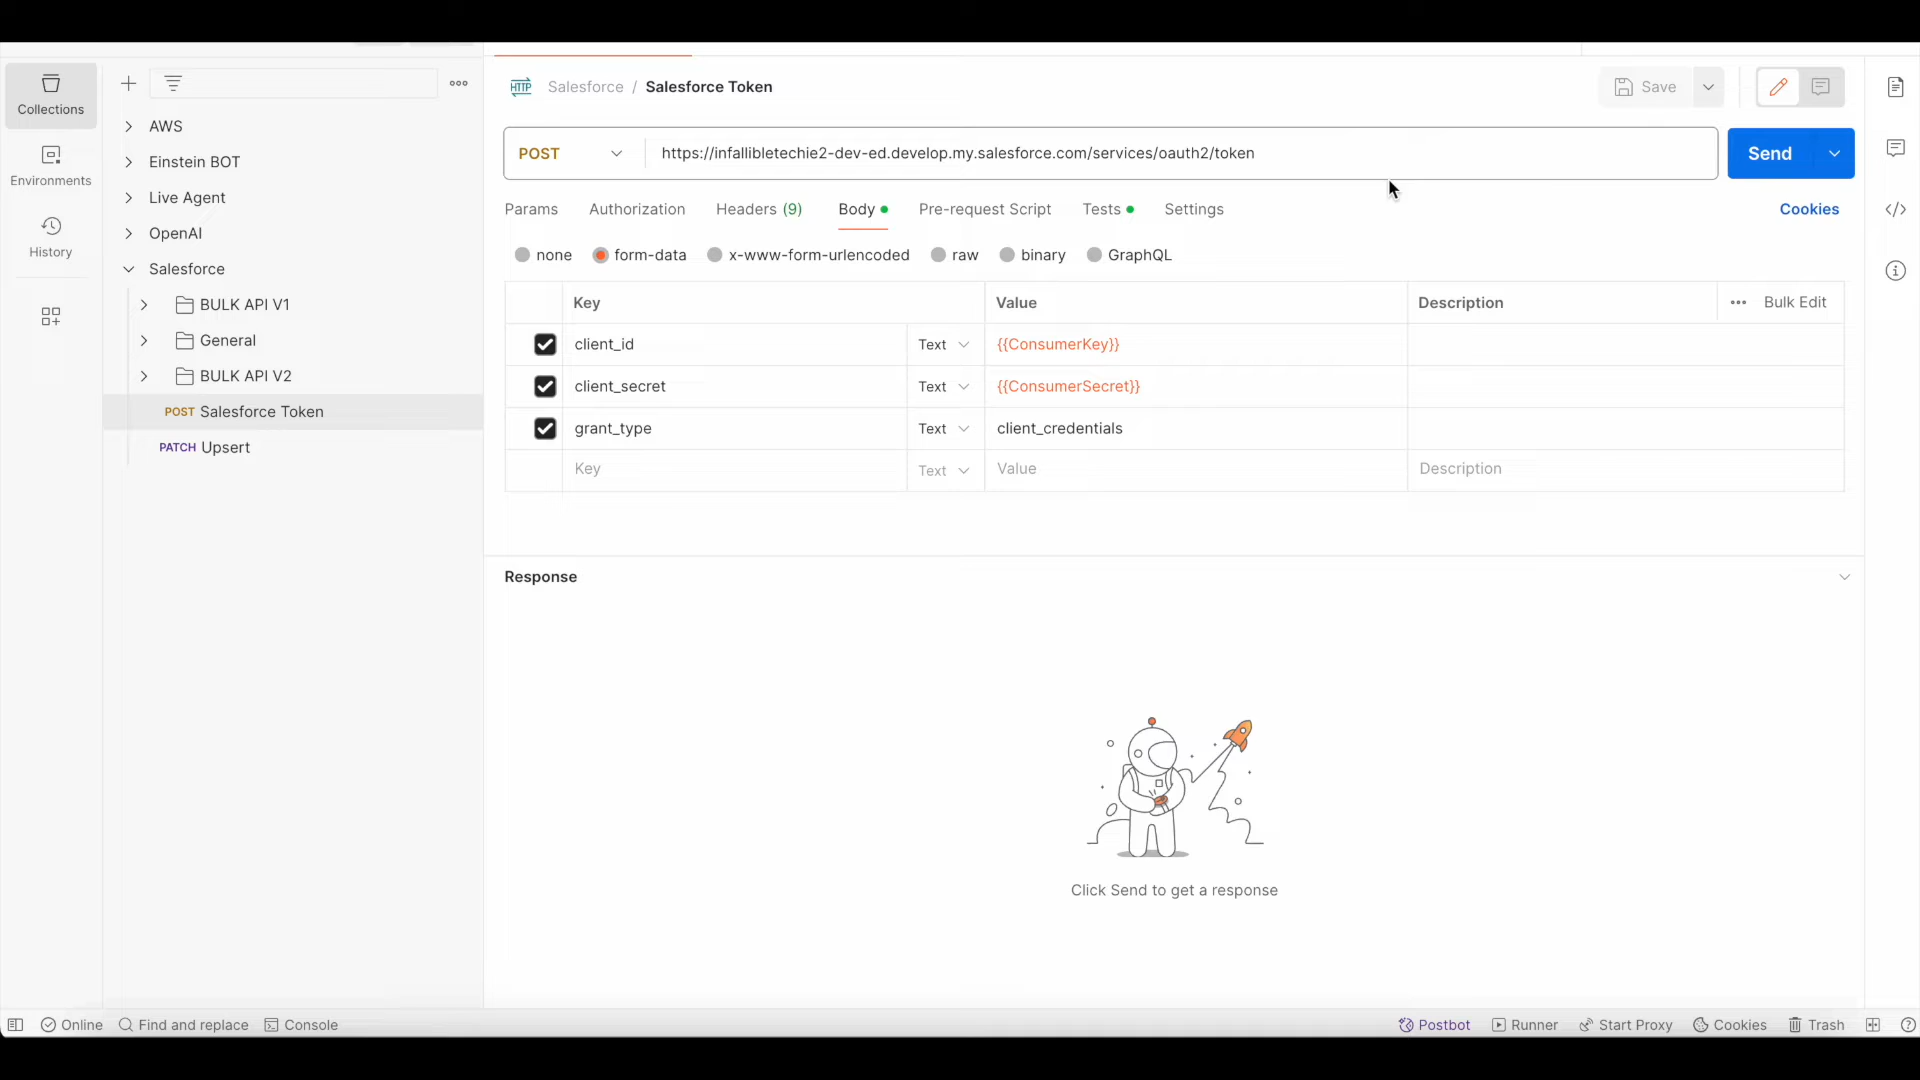 Collections
Environments
History
AWS
Einstein BOT
Live Agent
OpenAI
Salesforce
BULK API V1
General
BULK API V2
POST Salesforce Token
PATCH Upsert
HTTP Salesforce / Salesforce Token
Save
POST https://infallibletechie2-dev-ed.develop.my.salesforce.com/services/oauth2/token
Send
Params Authorization Headers (9) Body Pre-request Script Tests Settings Cookies
none form-data x-www-form-urlencoded raw binary GraphQL
Key Value Description Bulk Edit
client_id Text {{ConsumerKey}}
client_secret Text {{ConsumerSecret}}
grant_type Text client_credentials
Key Text Value Description
Response
Click Send to get a response
Online Find and replace Console Postbot Runner Start Proxy Cookies Trash